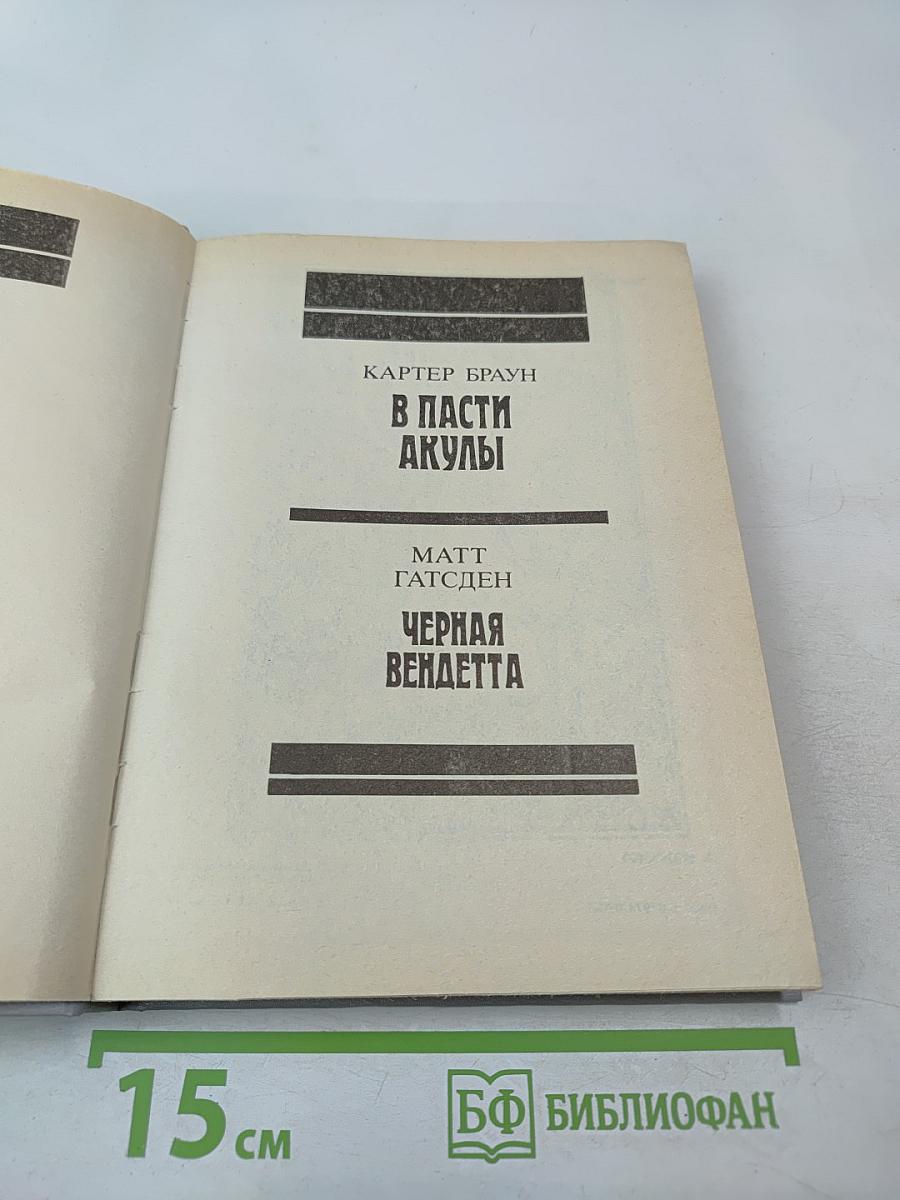 КАРТЕР БРАУН
В ПАСТИ
АКУЛЫ
МАТТ
ГАТСДЕН
ЧЕРНАЯ
ВЕНДЕТТА
15 см
БФ БИБЛИОФАН